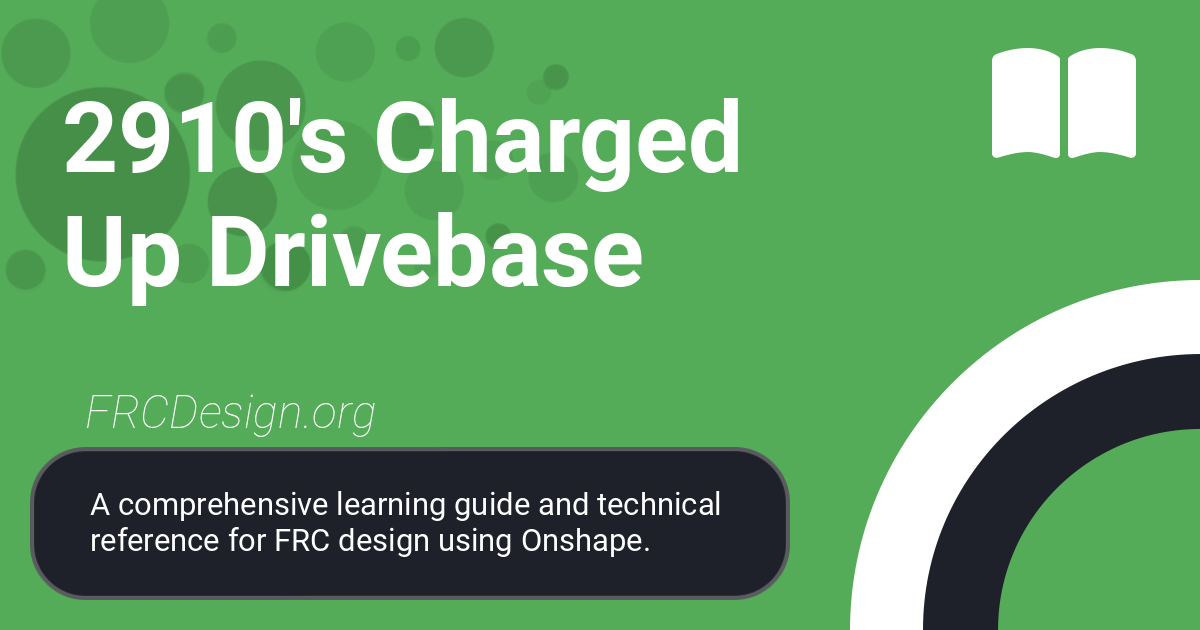 2910's Charged
Up Drivebase
FRCDesign.org
A comprehensive learning guide and technical
reference for FRC design using Onshape.